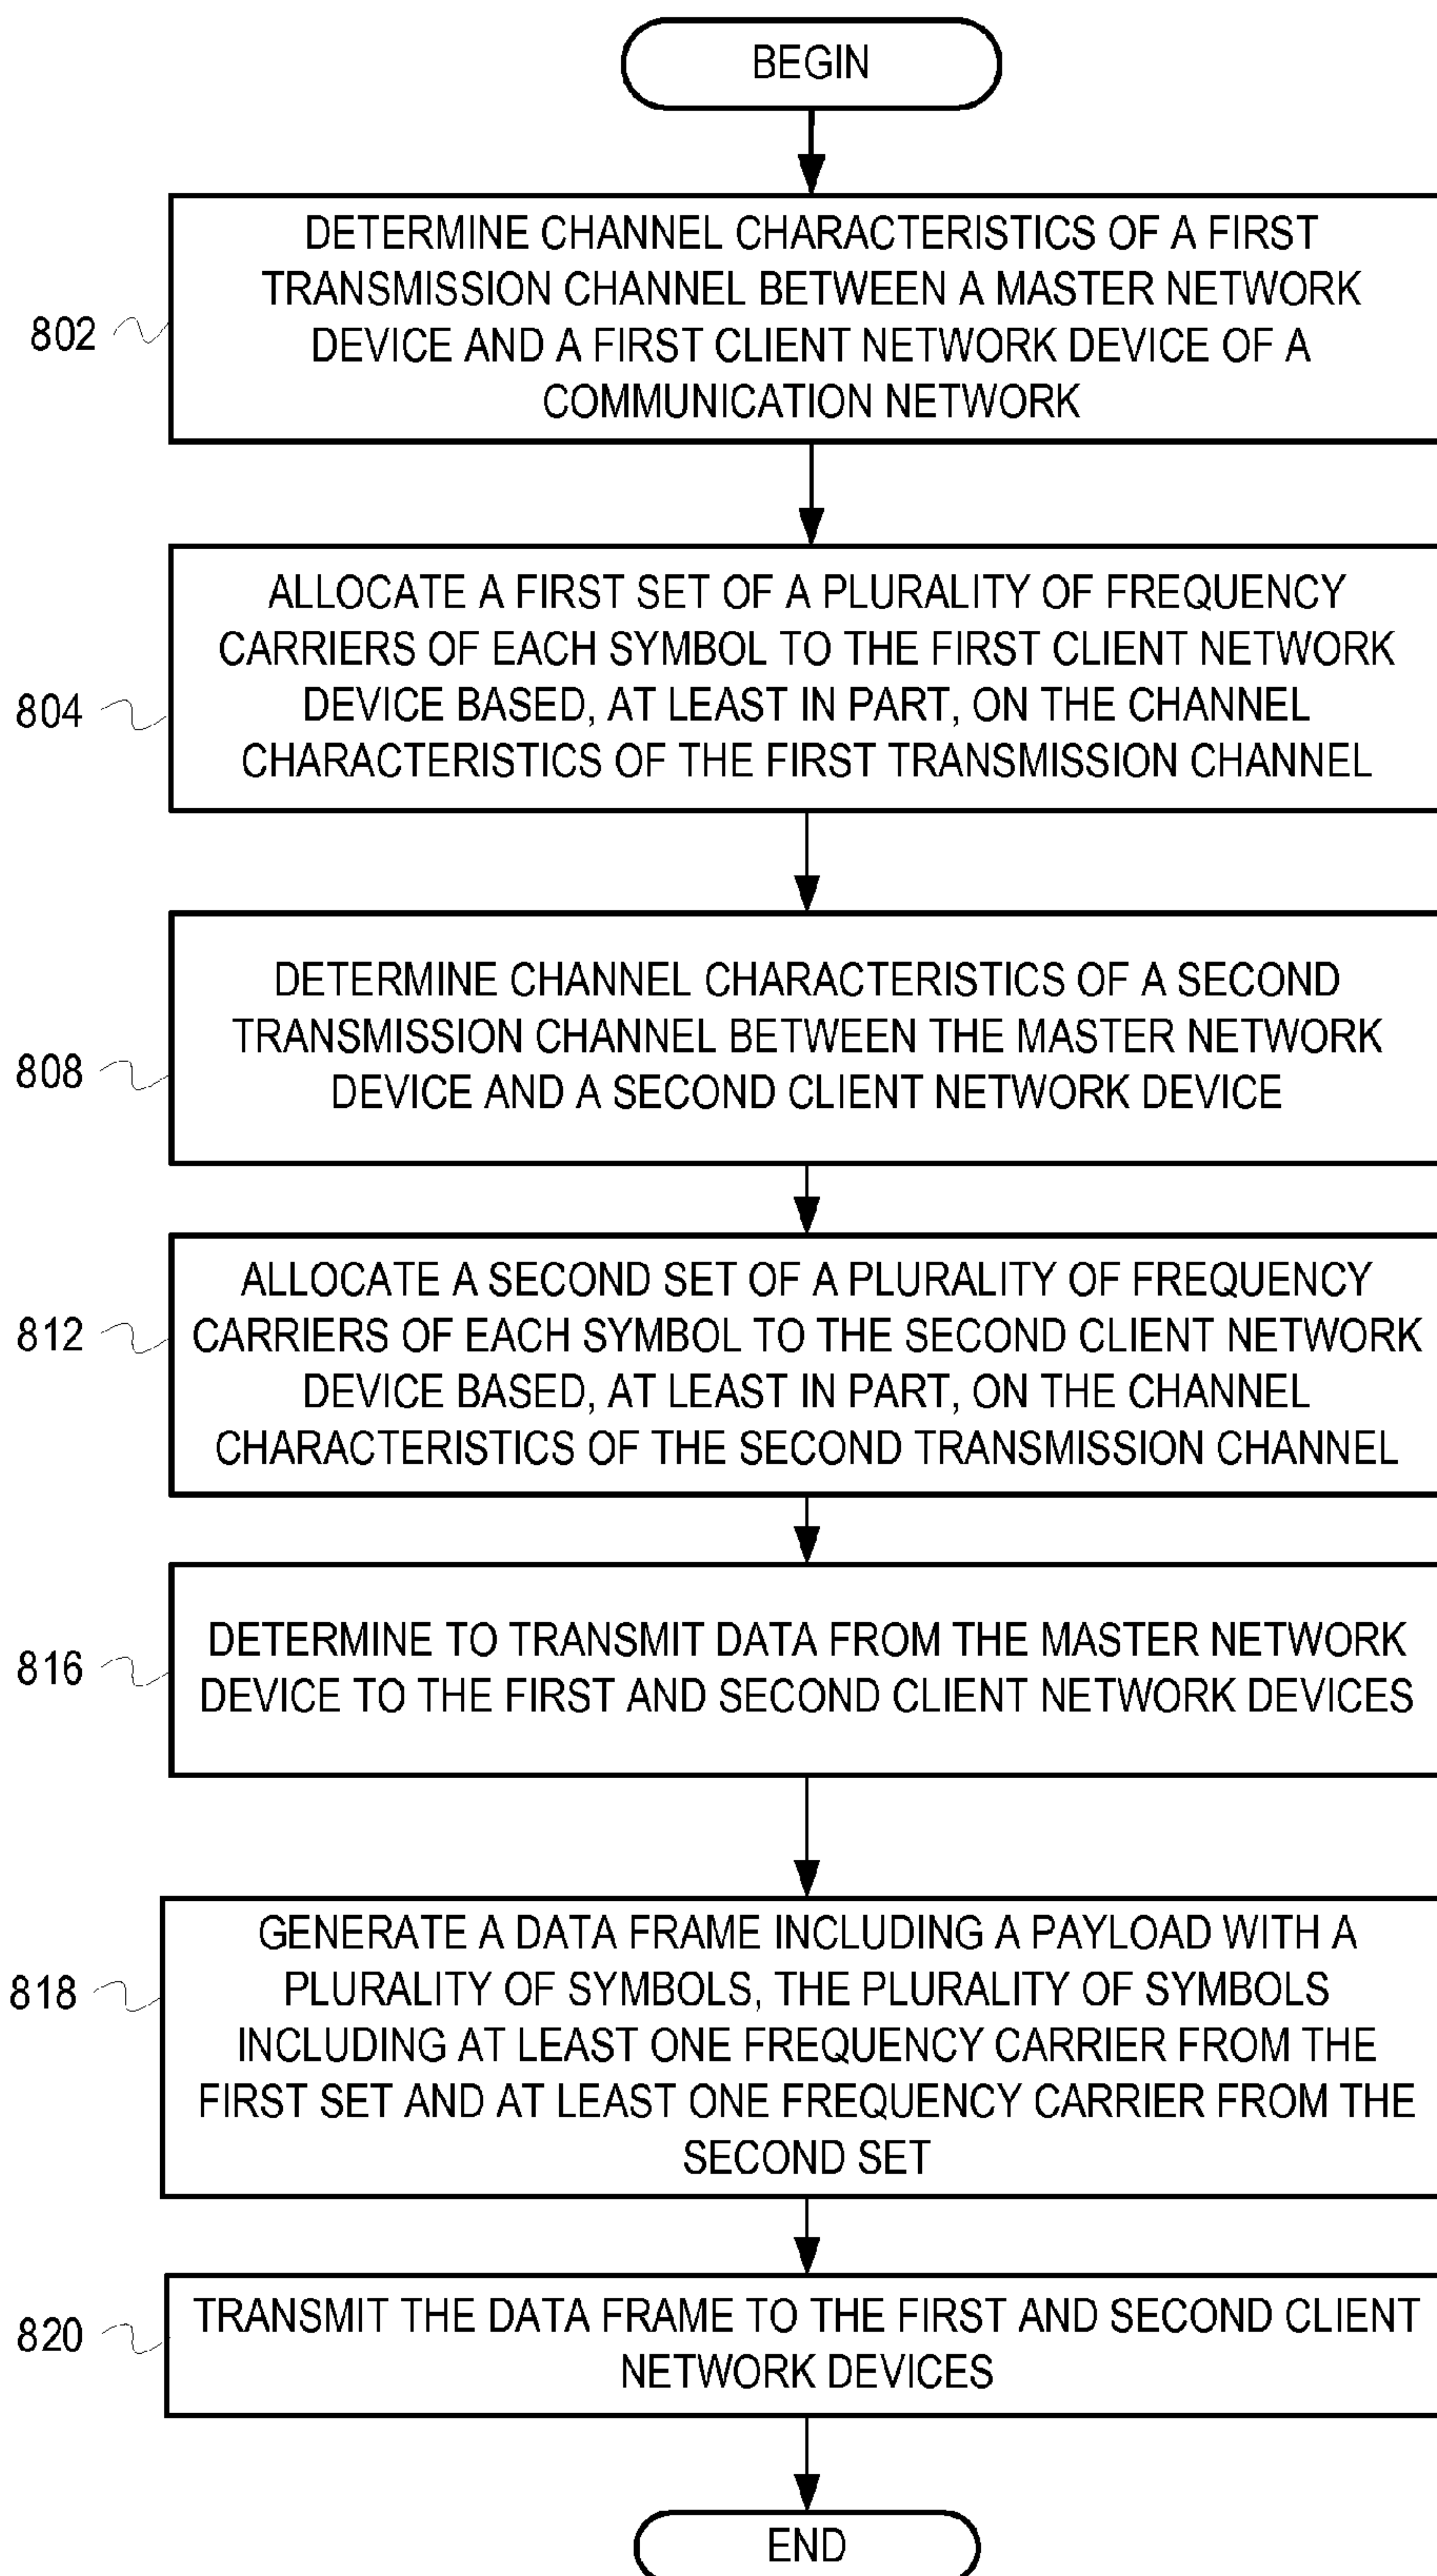 BEGIN
DETERMINE CHANNEL CHARACTERISTICS OF A FIRST
TRANSMISSION CHANNEL BETWEEN A MASTER NETWORK
DEVICE AND A FIRST CLIENT NETWORK DEVICE OF A
COMMUNICATION NETWORK
802
ALLOCATE A FIRST SET OF A PLURALITY OF FREQUENCY
CARRIERS OF EACH SYMBOL TO THE FIRST CLIENT NETWORK
DEVICE BASED, AT LEAST IN PART, ON THE CHANNEL
CHARACTERISTICS OF THE FIRST TRANSMISSION CHANNEL
804
DETERMINE CHANNEL CHARACTERISTICS OF A SECOND
TRANSMISSION CHANNEL BETWEEN THE MASTER NETWORK
DEVICE AND A SECOND CLIENT NETWORK DEVICE
808
ALLOCATE A SECOND SET OF A PLURALITY OF FREQUENCY
CARRIERS OF EACH SYMBOL TO THE SECOND CLIENT NETWORK
DEVICE BASED, AT LEAST IN PART, ON THE CHANNEL
CHARACTERISTICS OF THE SECOND TRANSMISSION CHANNEL
812
DETERMINE TO TRANSMIT DATA FROM THE MASTER NETWORK
DEVICE TO THE FIRST AND SECOND CLIENT NETWORK DEVICES
816
GENERATE A DATA FRAME INCLUDING A PAYLOAD WITH A
PLURALITY OF SYMBOLS, THE PLURALITY OF SYMBOLS
INCLUDING AT LEAST ONE FREQUENCY CARRIER FROM THE
FIRST SET AND AT LEAST ONE FREQUENCY CARRIER FROM THE
SECOND SET
818
TRANSMIT THE DATA FRAME TO THE FIRST AND SECOND CLIENT
NETWORK DEVICES
820
END